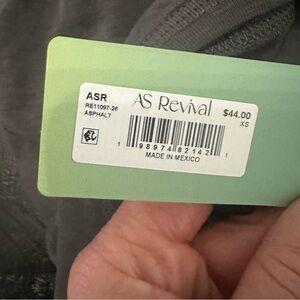 ASR
AS Revival
$44.00
RE11097-26
XS
ASPHALT
1 98974 82142 1
MADE IN MEXICO